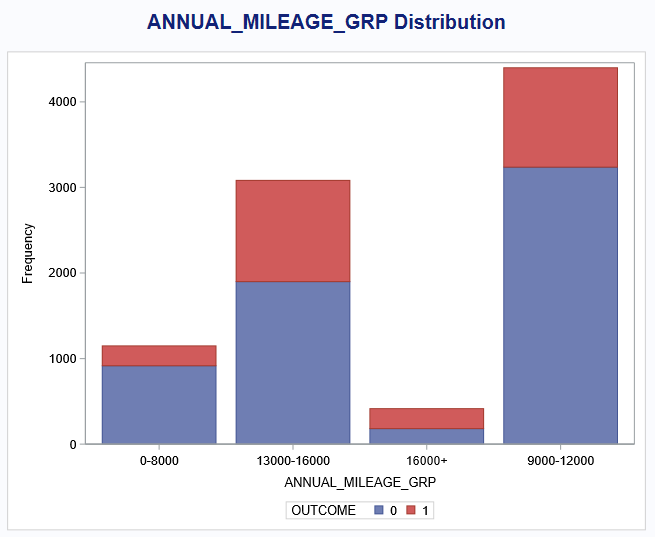 ANNUAL_MILEAGE_GRP Distribution
4000
3000
2000
1000
0
Frequency
0-8000 13000-16000 16000+ 9000-12000
ANNUAL_MILEAGE_GRP
OUTCOME 0 1